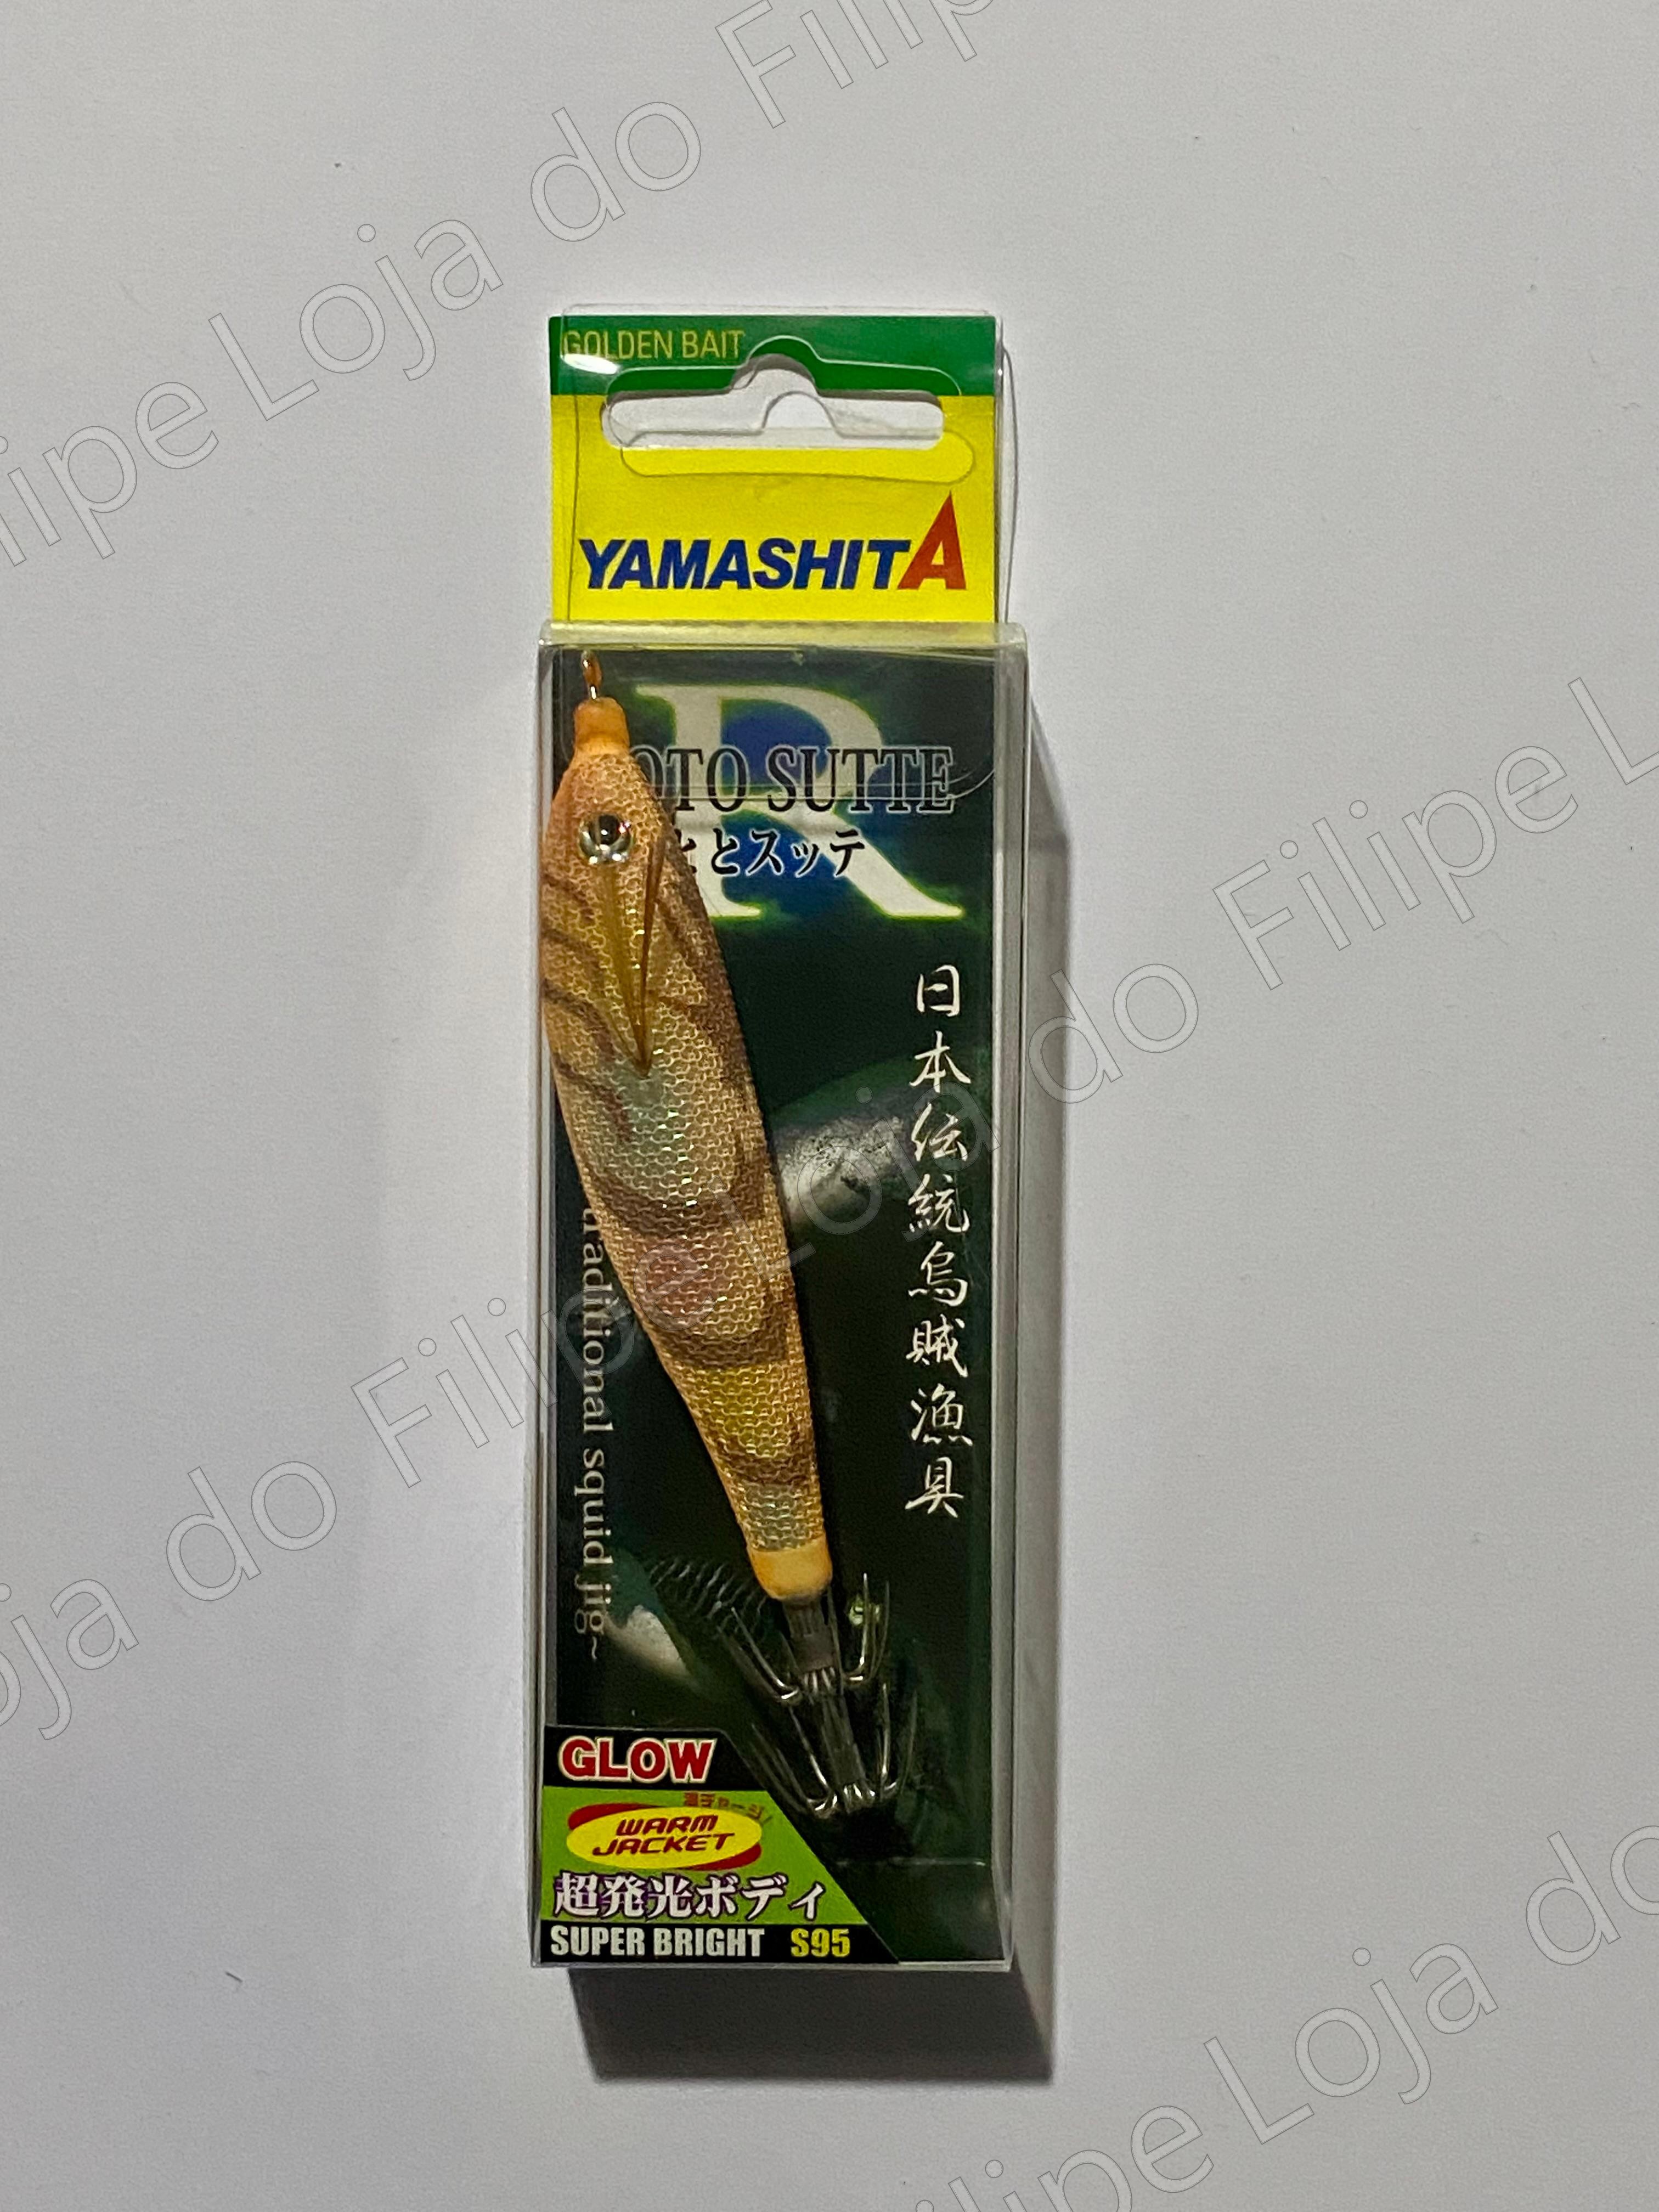 Loja do Filipe
GOLDEN BAIT
YAMASHITA
R
OTO SUTTE
とスッテ
日本伝統烏賊漁具
traditional squid jig~
GLOW
WARM
JACKET
超発光ボディ
SUPER BRIGHT S95
Loja do Filipe
Loja do Filipe
Loja do Filipe